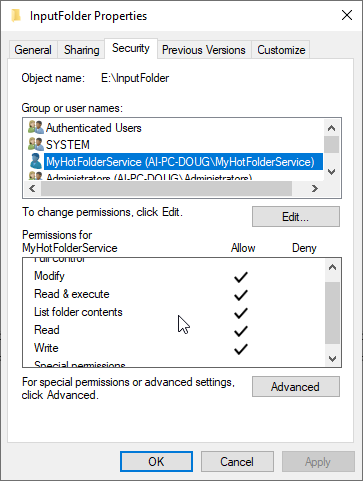 InputFolder Properties
General Sharing Security Previous Versions Customize
Object name: E:\InputFolder
Group or user names:
Authenticated Users
SYSTEM
MyHotFolderService (AI-PC-DOUG\MyHotFolderService)
Administrators (AI-PC-DOUG\Administrators)
To change permissions, click Edit.
Edit...
Permissions for
MyHotFolderService Allow Deny
Full control
Modify
Read & execute
List folder contents
Read
Write
Special permissions
For special permissions or advanced settings,
click Advanced.
Advanced
OK Cancel Apply